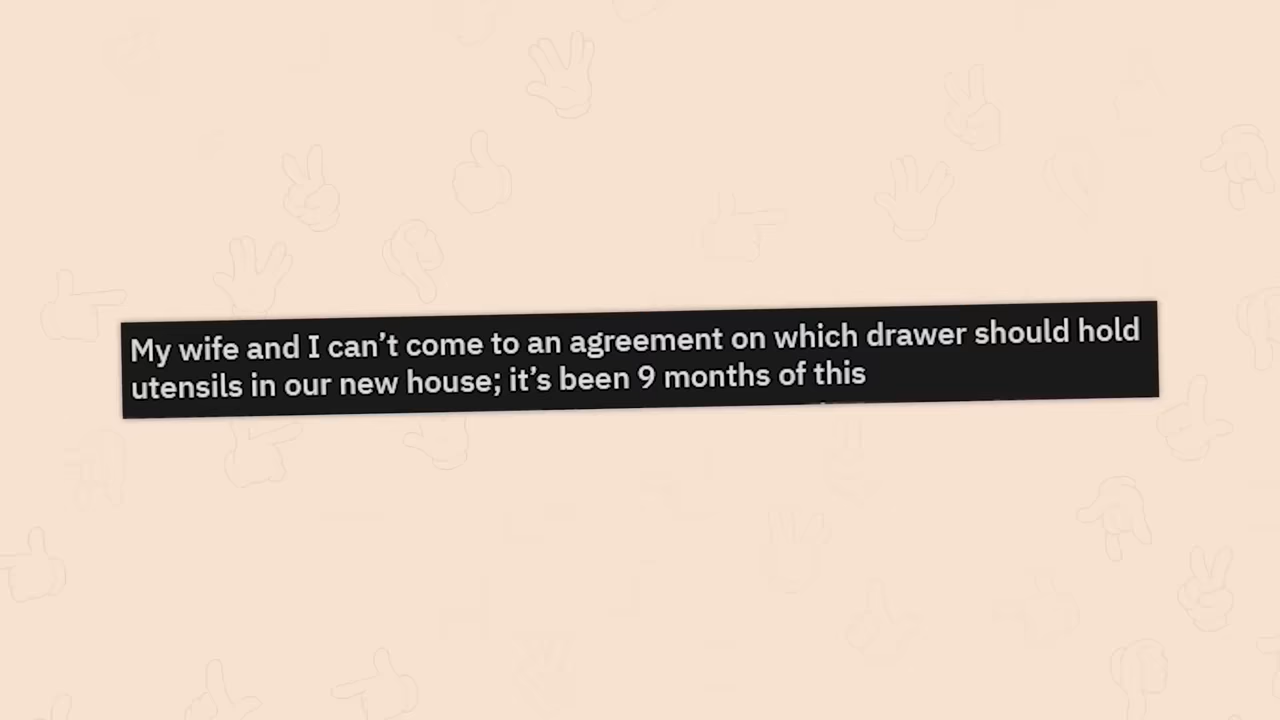 My wife and I can’t come to an agreement on which drawer should hold
utensils in our new house; it’s been 9 months of this